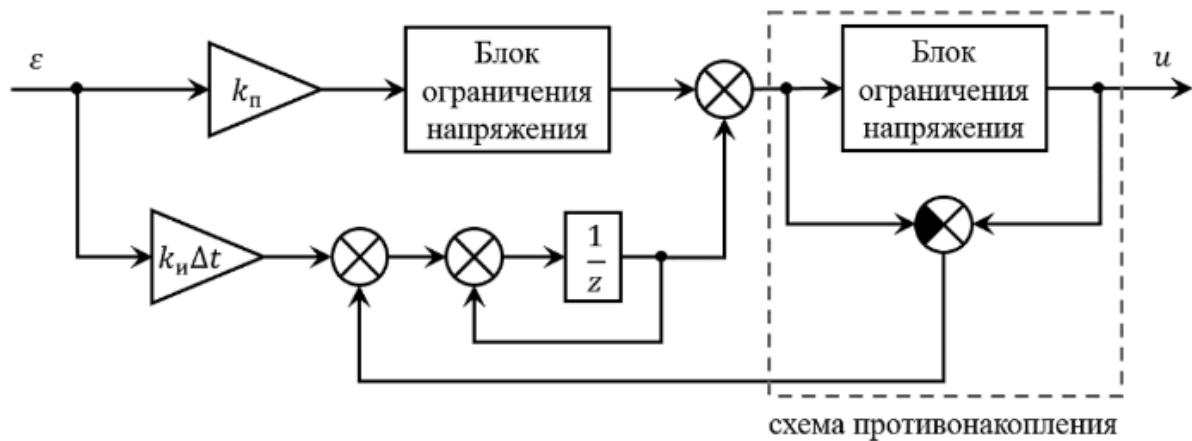 ε
k_п
Блок
ограничения
напряжения
Блок
ограничения
напряжения
u
k_иΔt
1
z
схема противонакопления